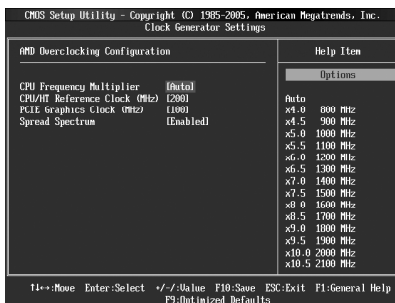 CMOS Setup Utility - Copyright (C) 1985-2005, American Megatrends, Inc.
Clock Generator Settings
AMD Overclocking Configuration
CPU Frequency Multiplier [Auto]
CPU/HT Reference Clock (MHz) [200]
PCIE Graphics Clock (MHz) [100]
Spread Spectrum [Enabled]
Help Item
Options
Auto
x4.0 800 MHz
x4.5 900 MHz
x5.0 1000 MHz
x5.5 1100 MHz
x6.0 1200 MHz
x6.5 1300 MHz
x7.0 1400 MHz
x7.5 1500 MHz
x8.0 1600 MHz
x8.5 1700 MHz
x9.0 1800 MHz
x9.5 1900 MHz
x10.0 2000 MHz
x10.5 2100 MHz
↑↓←→:Move Enter:Select +/-/:Value F10:Save ESC:Exit F1:General Help
F9:Optimized Defaults